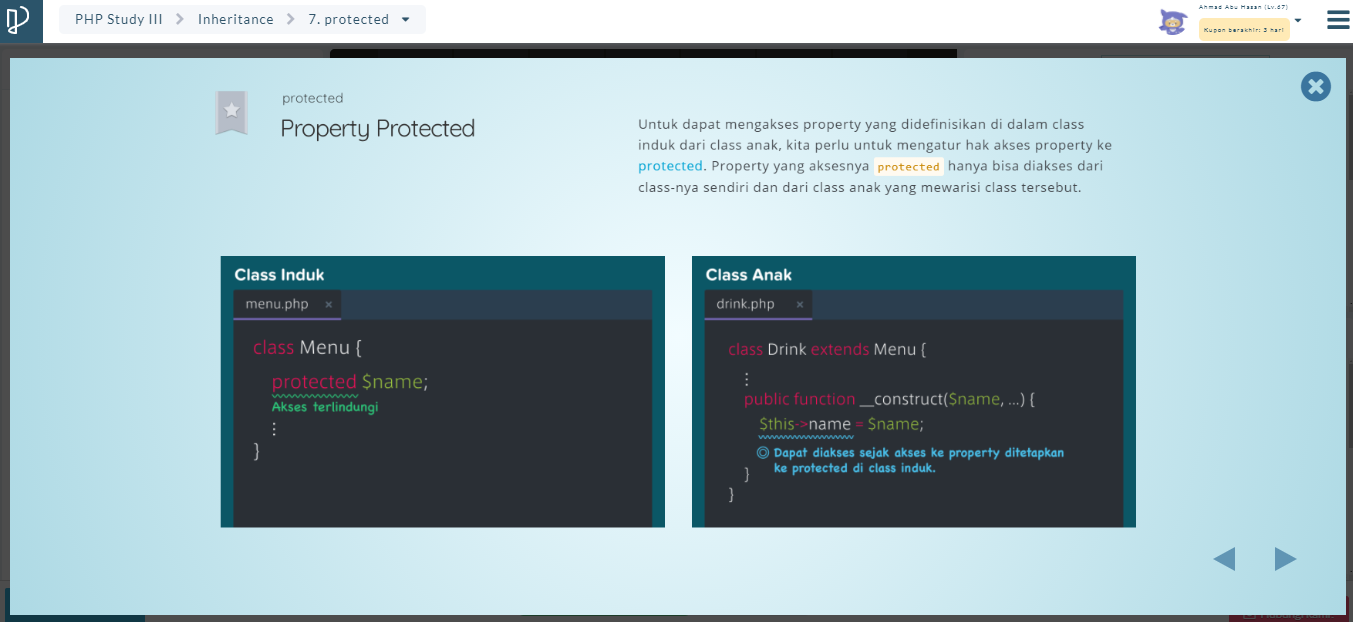 PHP Study III > Inheritance > 7. protected
Ahmad Abu Hasan (Lv.67)
Kupon berakhir: 3 hari
protected
Property Protected
Untuk dapat mengakses property yang didefinisikan di dalam class
induk dari class anak, kita perlu untuk mengatur hak akses property ke
protected. Property yang aksesnya protected hanya bisa diakses dari
class-nya sendiri dan dari class anak yang mewarisi class tersebut.
Class Induk
menu.php ×
class Menu {
protected $name;
Akses terlindungi
⋮
}
Class Anak
drink.php ×
class Drink extends Menu {
⋮
public function __construct($name, ...) {
$this->name = $name;
◎ Dapat diakses sejak akses ke property ditetapkan
ke protected di class induk.
}
}